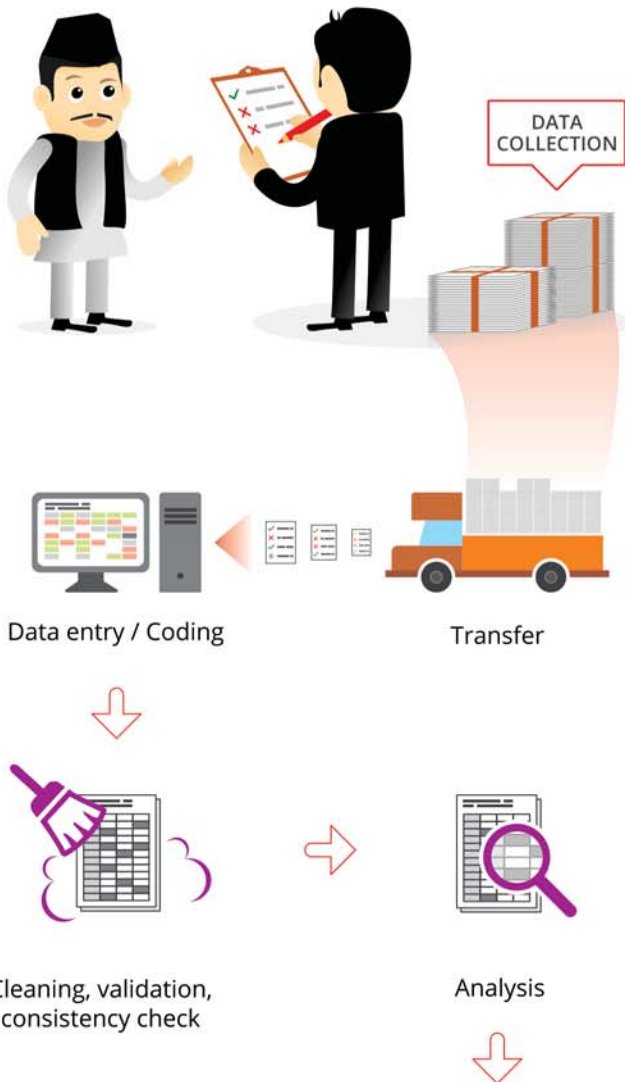 DATA
COLLECTION
Data entry / Coding
Transfer
Cleaning, validation,
consistency check
Analysis